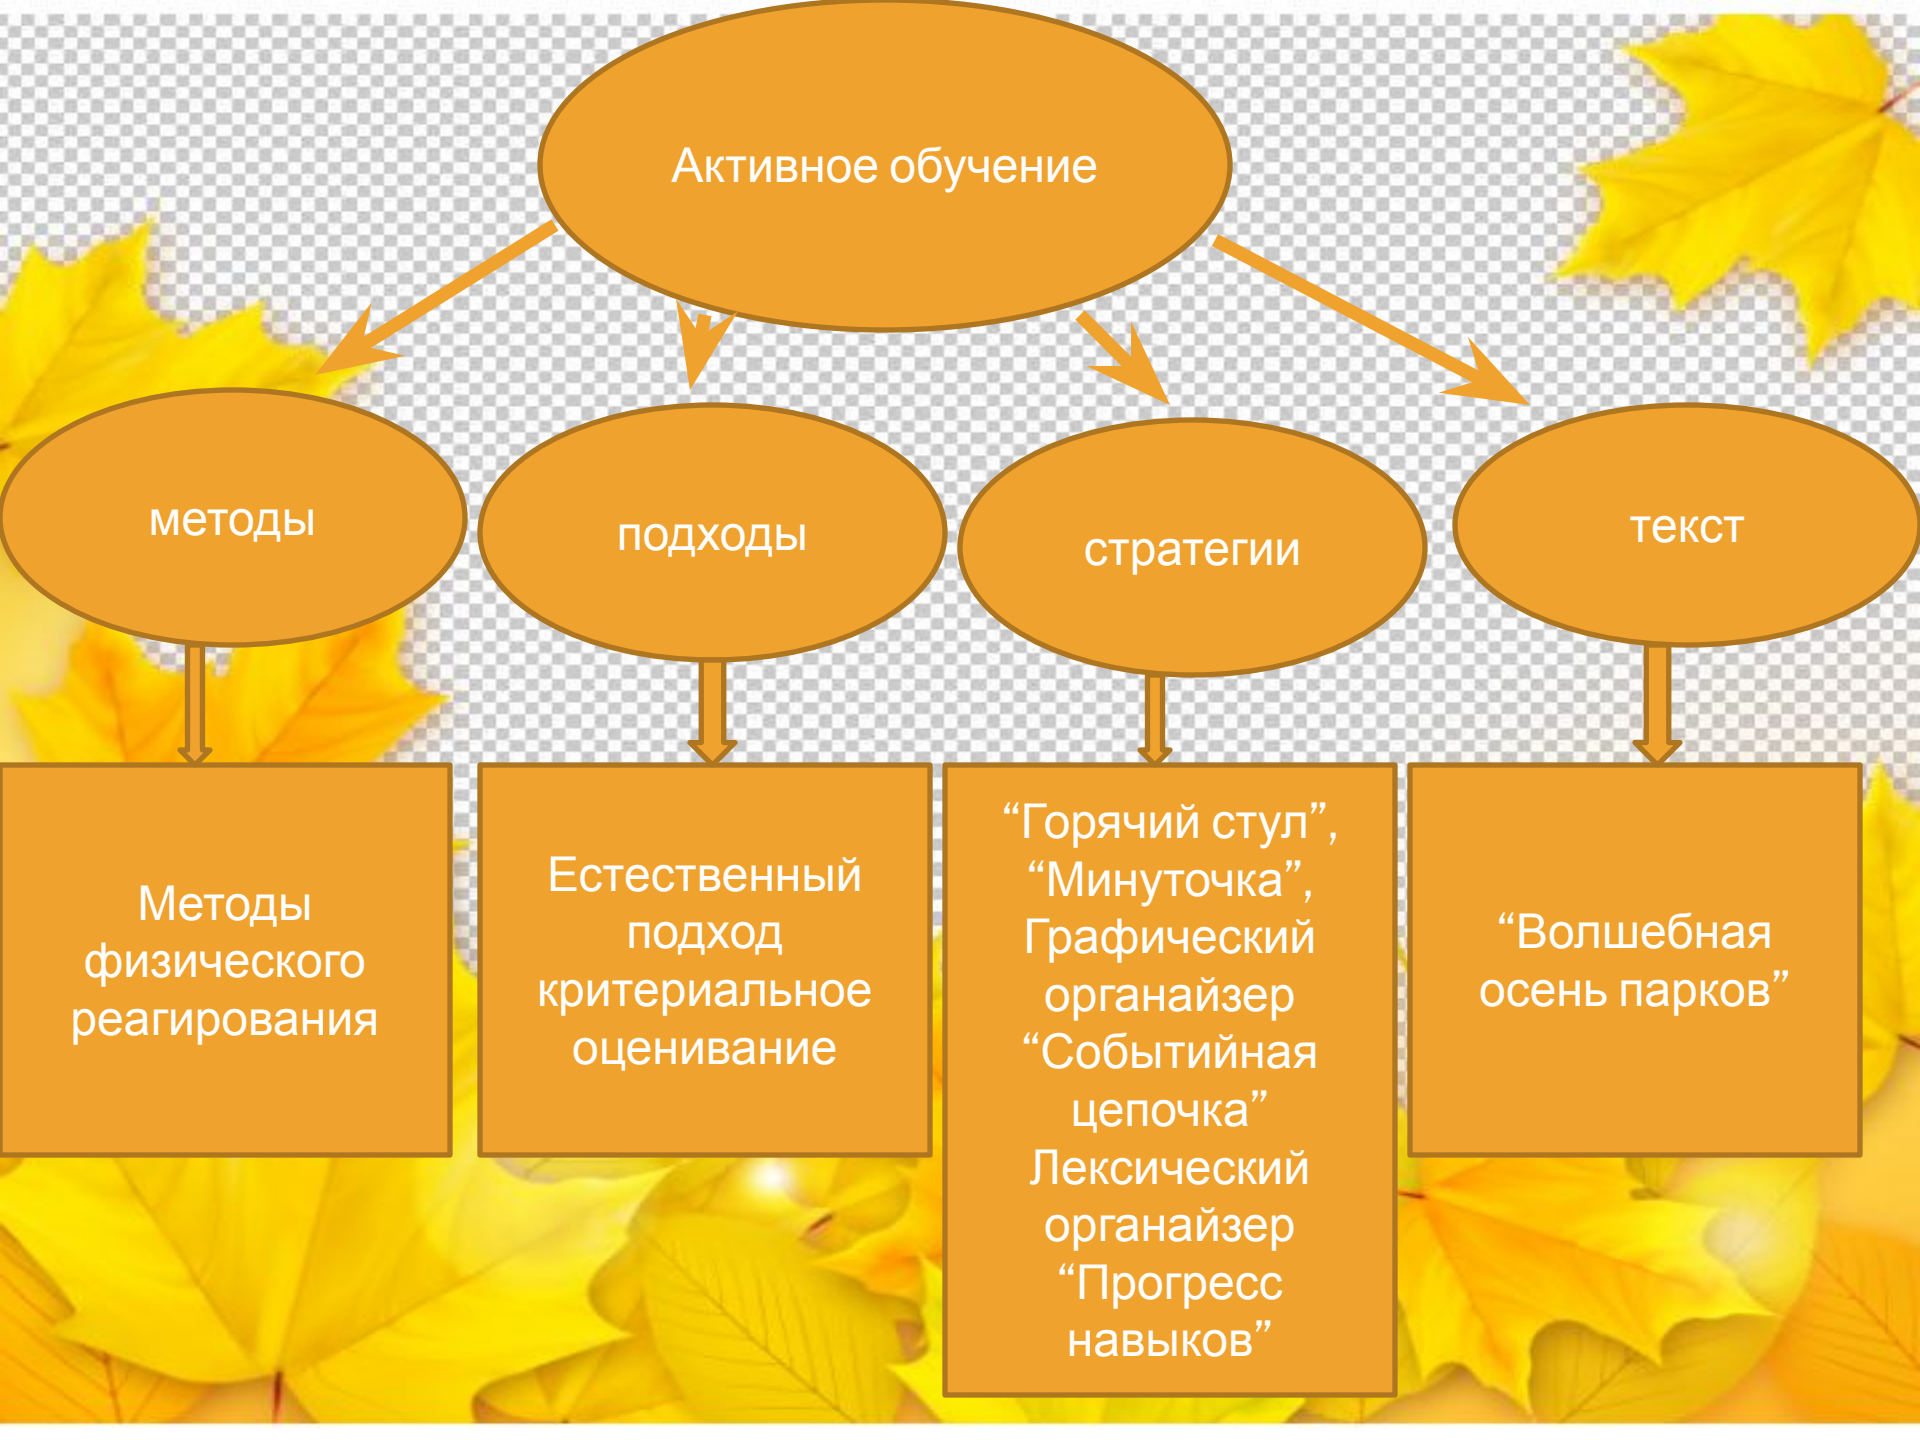 Активное обучение
методы
подходы
стратегии
текст
Методы
физического
реагирования
Естественный
подход
критериальное
оценивание
“Горячий стул”,
“Минуточка”,
Графический
органайзер
“Событийная
цепочка”
Лексический
органайзер
“Прогресс
навыков”
“Волшебная
осень парков”